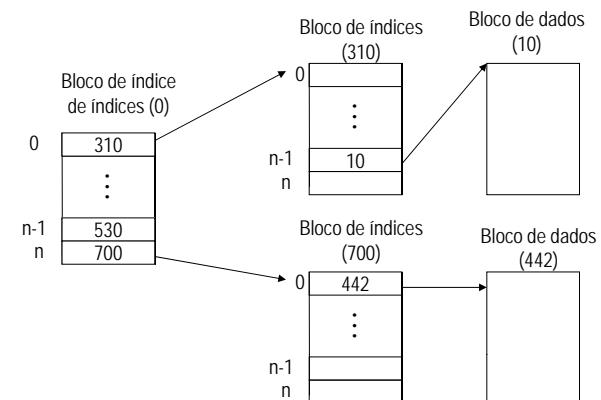 Bloco de índice
de índices (0)
0
310
⋮
n-1
530
n
700
Bloco de índices
(310)
0
⋮
n-1
10
n
Bloco de dados
(10)
Bloco de índices
(700)
0
442
⋮
n-1
n
Bloco de dados
(442)